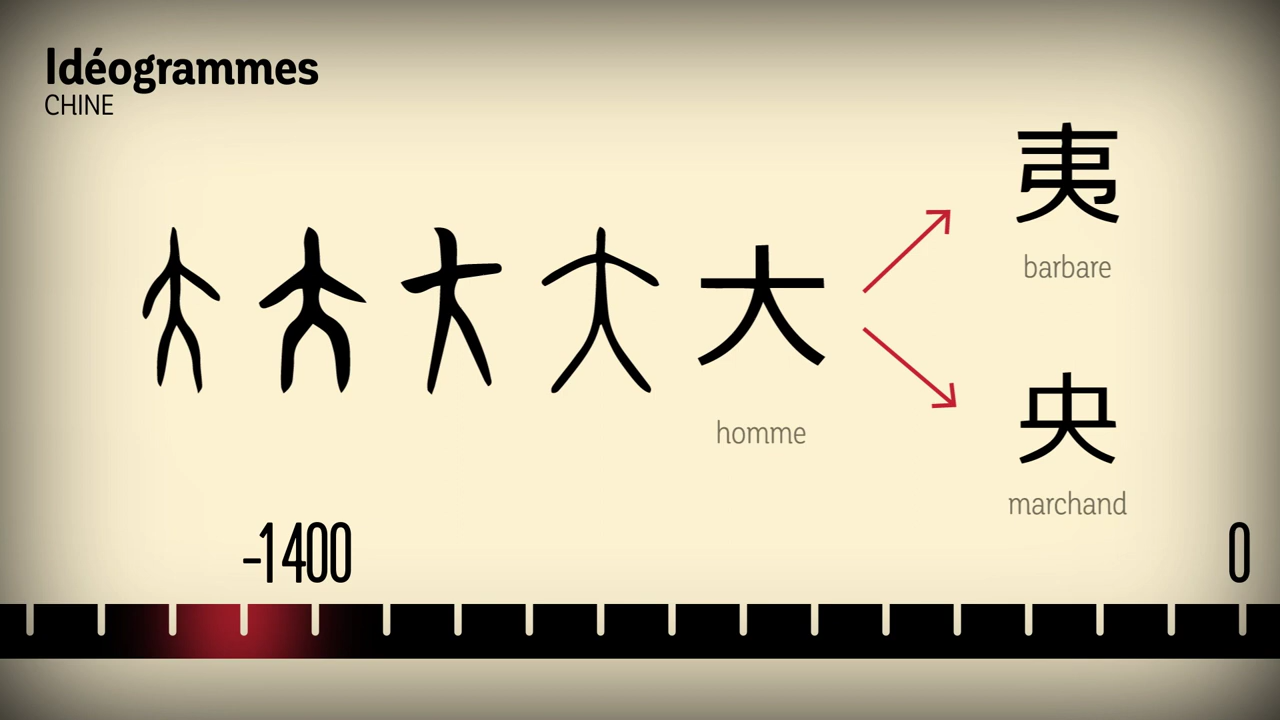 Idéogrammes
CHINE
夷
barbare
大
homme
央
marchand
-1400
0